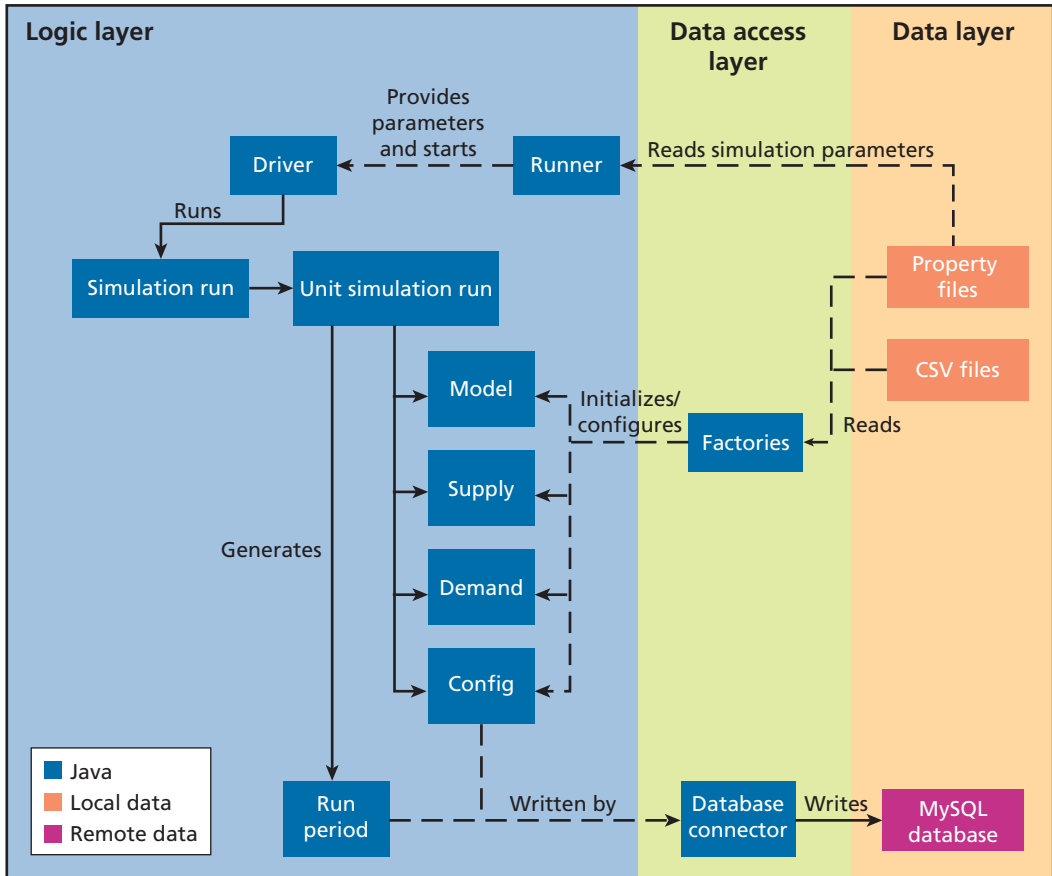 Logic layer
Data access
layer
Data layer
Provides
parameters
and starts
Driver
Runner
Reads simulation parameters
Runs
Simulation run
Unit simulation run
Property
files
CSV files
Model
Initializes/
configures
Factories
Reads
Supply
Generates
Demand
Config
Java
Local data
Remote data
Run
period
Written by
Database
connector
Writes
MySQL
database